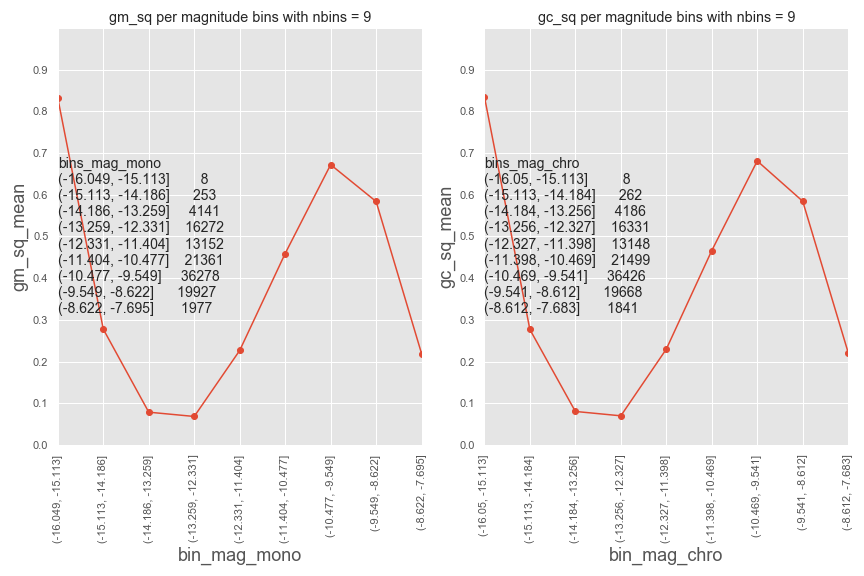 gm_sq per magnitude bins with nbins = 9
gm_sq_mean
0.9
0.8
0.7
0.6
0.5
0.4
0.3
0.2
0.1
0.0
bins_mag_mono
(-16.049, -15.113] 8
(-15.113, -14.186] 253
(-14.186, -13.259] 4141
(-13.259, -12.331] 16272
(-12.331, -11.404] 13152
(-11.404, -10.477] 21361
(-10.477, -9.549] 36278
(-9.549, -8.622] 19927
(-8.622, -7.695] 1977
(-16.049, -15.113]
(-15.113, -14.186]
(-14.186, -13.259]
(-13.259, -12.331]
(-12.331, -11.404]
(-11.404, -10.477]
(-10.477, -9.549]
(-9.549, -8.622]
(-8.622, -7.695]
bin_mag_mono
gc_sq per magnitude bins with nbins = 9
gc_sq_mean
0.9
0.8
0.7
0.6
0.5
0.4
0.3
0.2
0.1
0.0
bins_mag_chro
(-16.05, -15.113] 8
(-15.113, -14.184] 262
(-14.184, -13.256] 4186
(-13.256, -12.327] 16331
(-12.327, -11.398] 13148
(-11.398, -10.469] 21499
(-10.469, -9.541] 36426
(-9.541, -8.612] 19668
(-8.612, -7.683] 1841
(-16.05, -15.113]
(-15.113, -14.184]
(-14.184, -13.256]
(-13.256, -12.327]
(-12.327, -11.398]
(-11.398, -10.469]
(-10.469, -9.541]
(-9.541, -8.612]
(-8.612, -7.683]
bin_mag_chro